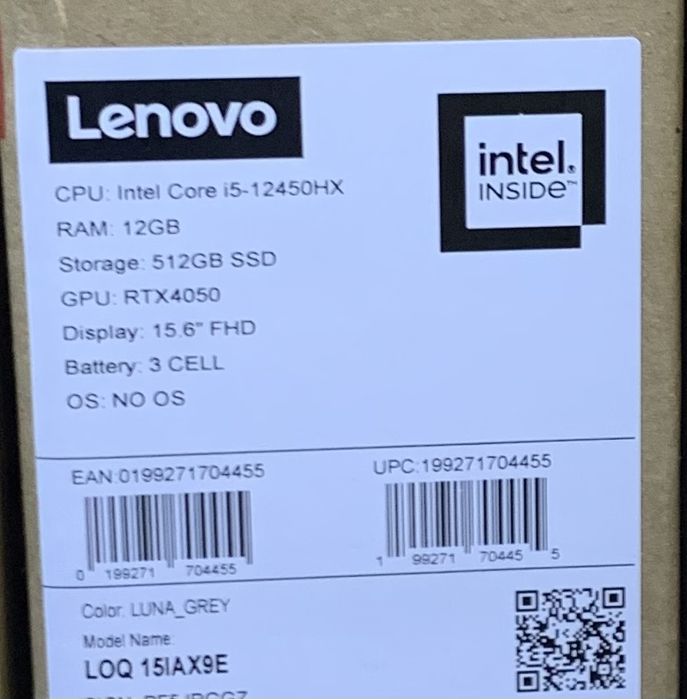 Lenovo
intel.
INSIDe™
CPU: Intel Core i5-12450HX
RAM: 12GB
Storage: 512GB SSD
GPU: RTX4050
Display: 15.6" FHD
Battery: 3 CELL
OS: NO OS
EAN:0199271704455
UPC:199271704455
0 199271 704455
1 99271 70445 5
Color: LUNA_GREY
Model Name:
LOQ 15IAX9E